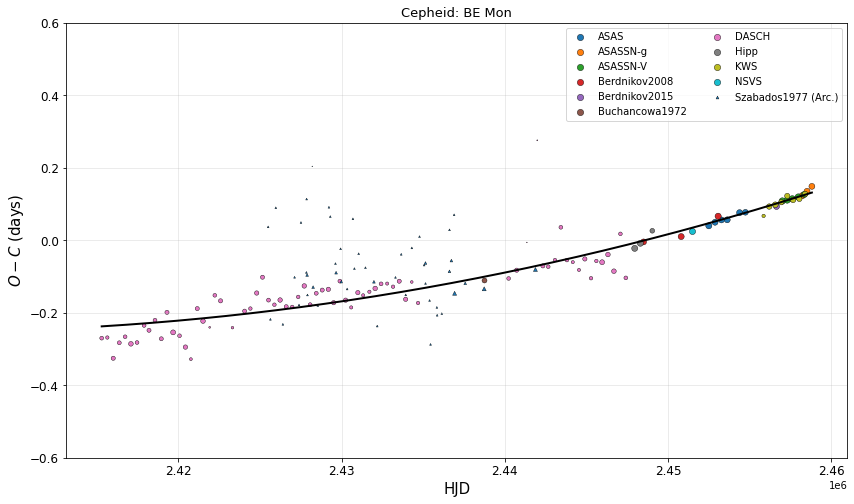 Cepheid: BE Mon
ASAS
ASASSN-g
ASASSN-V
Berdnikov2008
Berdnikov2015
Buchancowa1972
DASCH
Hipp
KWS
NSVS
Szabados1977 (Arc.)
O − C (days)
0.6
0.4
0.2
0.0
−0.2
−0.4
−0.6
2.42
2.43
2.44
2.45
2.46
1e6
HJD